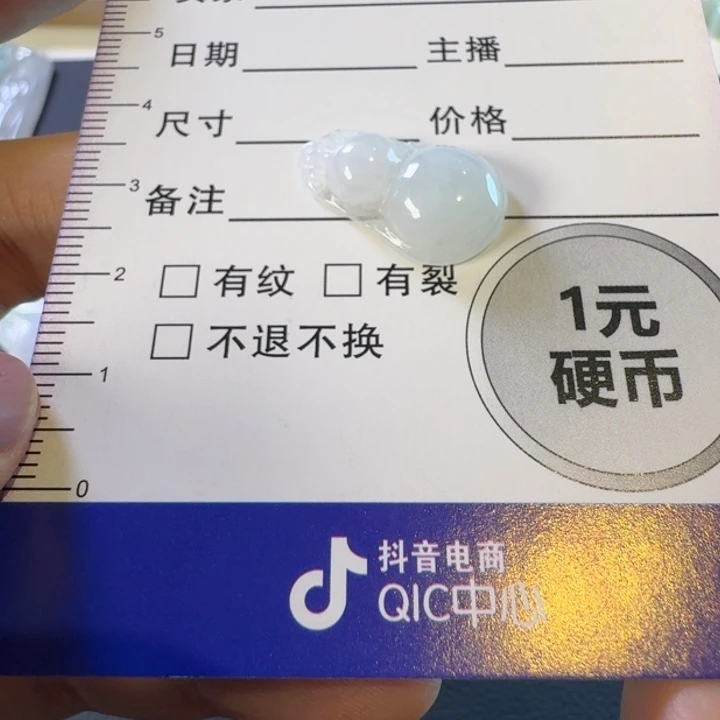 5
日期 主播
4
尺寸 价格
3
备注
2
□ 有纹 □ 有裂
1元
硬币
□ 不退不换
1
0
抖音电商
QIC中心